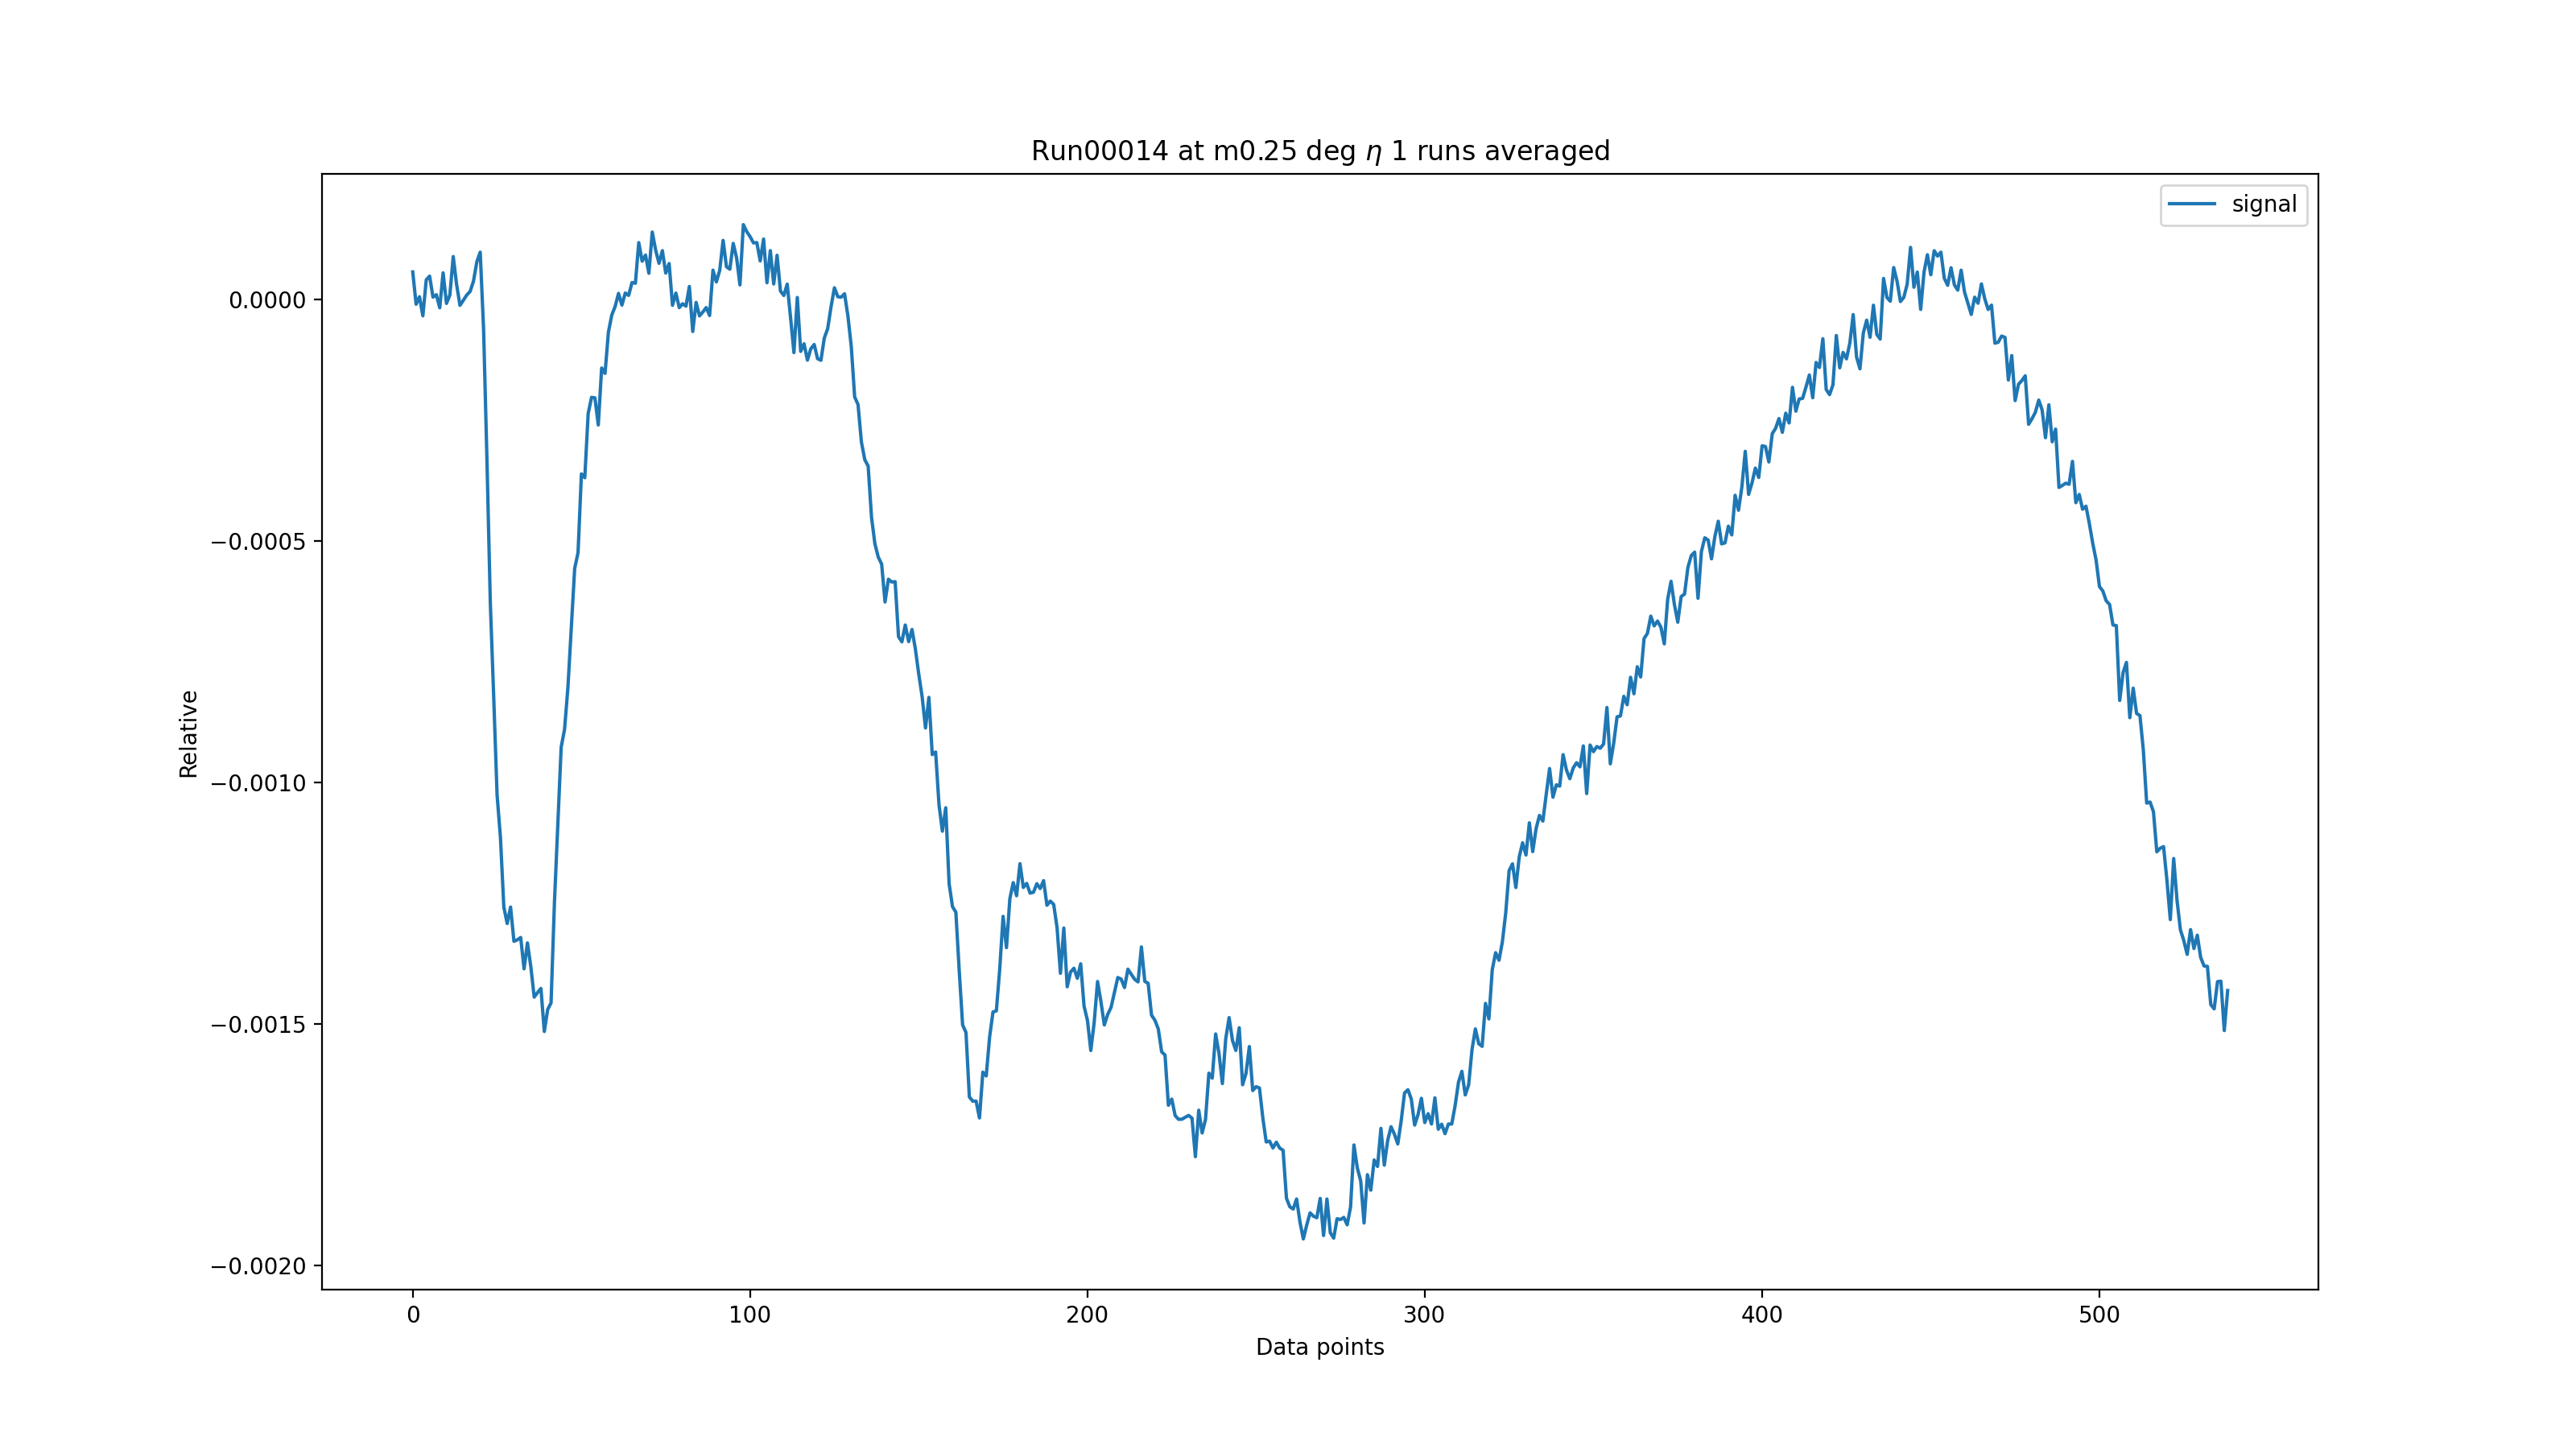 Run00014 at m0.25 deg η 1 runs averaged
signal
0.0000
−0.0005
−0.0010
−0.0015
−0.0020
Relative
0 100 200 300 400 500
Data points